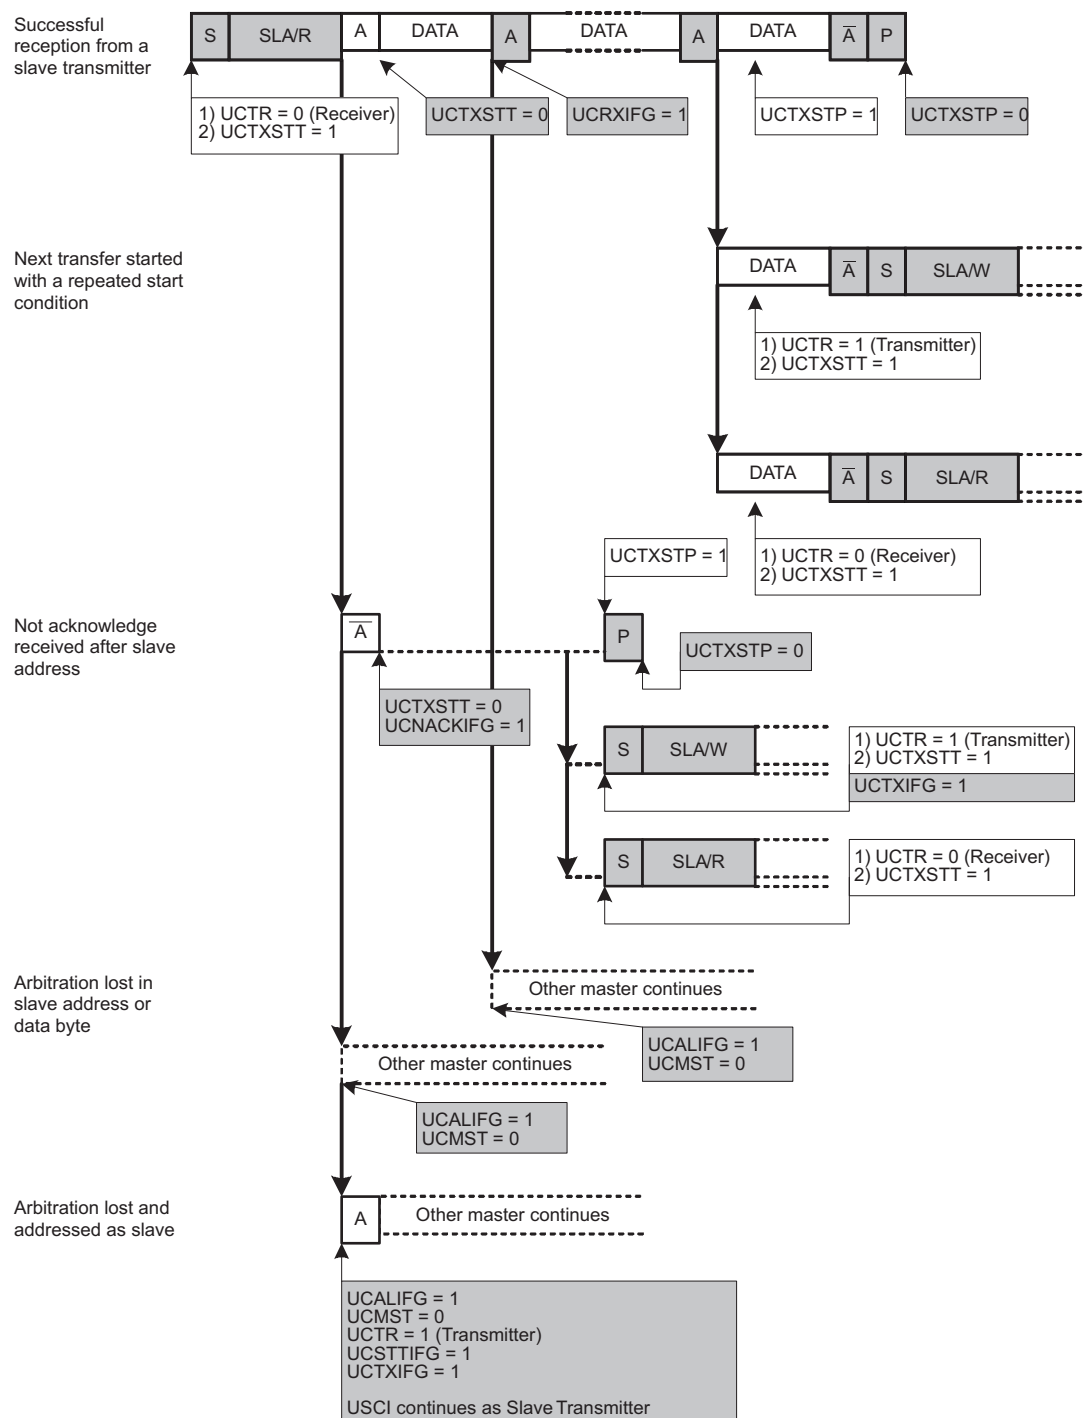 Successful
reception from a
slave transmitter
S SLA/R A DATA A DATA A DATA A̅ P
1) UCTR = 0 (Receiver)
2) UCTXSTT = 1
UCTXSTT = 0
UCRXIFG = 1
UCTXSTP = 1
UCTXSTP = 0
Next transfer started
with a repeated start
condition
DATA A̅ S SLA/W
1) UCTR = 1 (Transmitter)
2) UCTXSTT = 1
DATA A̅ S SLA/R
1) UCTR = 0 (Receiver)
2) UCTXSTT = 1
UCTXSTP = 1
Not acknowledge
received after slave
address
A̅
P
UCTXSTP = 0
UCTXSTT = 0
UCNACKIFG = 1
S SLA/W
1) UCTR = 1 (Transmitter)
2) UCTXSTT = 1
UCTXIFG = 1
S SLA/R
1) UCTR = 0 (Receiver)
2) UCTXSTT = 1
Arbitration lost in
slave address or
data byte
Other master continues
UCALIFG = 1
UCMST = 0
Other master continues
UCALIFG = 1
UCMST = 0
Arbitration lost and
addressed as slave
A Other master continues
UCALIFG = 1
UCMST = 0
UCTR = 1 (Transmitter)
UCSTTIFG = 1
UCTXIFG = 1
USCI continues as Slave Transmitter